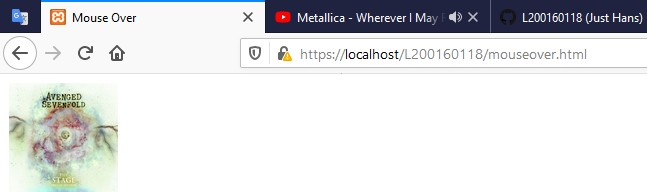 Mouse Over
Metallica - Wherever I May
L200160118 (Just Hans)
https://localhost/L200160118/mouseover.html
AVENGED
SEVENFOLD
STAGE